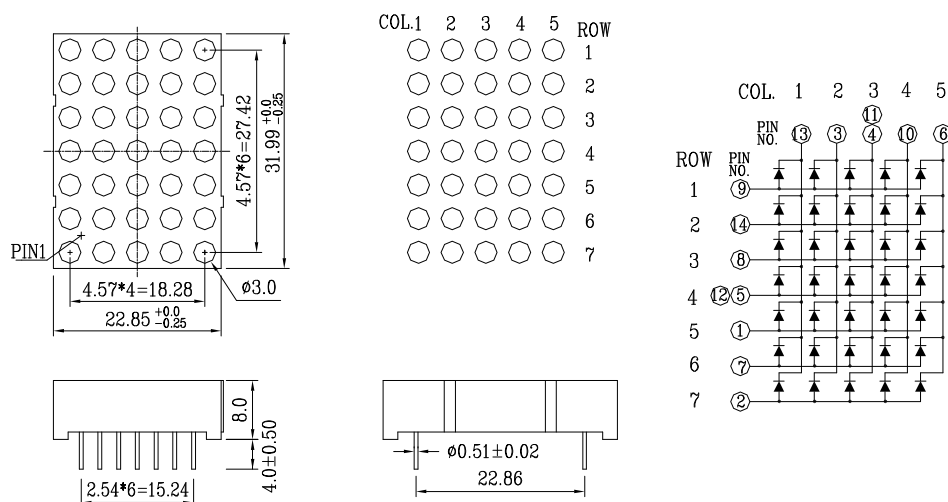 COL.1 2 3 4 5
ROW
1
2
3
4
5
6
7
4.57*6=27.42
31.99 +0.0 -0.25
PIN1
4.57*4=18.28
ø3.0
22.85 +0.0 -0.25
COL. 1 2 3 4 5
11
PIN NO. 13 3 4 10 6
ROW PIN NO.
1 9
2 14
3 8
4 12 5
5 1
6 7
7 2
8.0
4.0±0.50
2.54*6=15.24
ø0.51±0.02
22.86